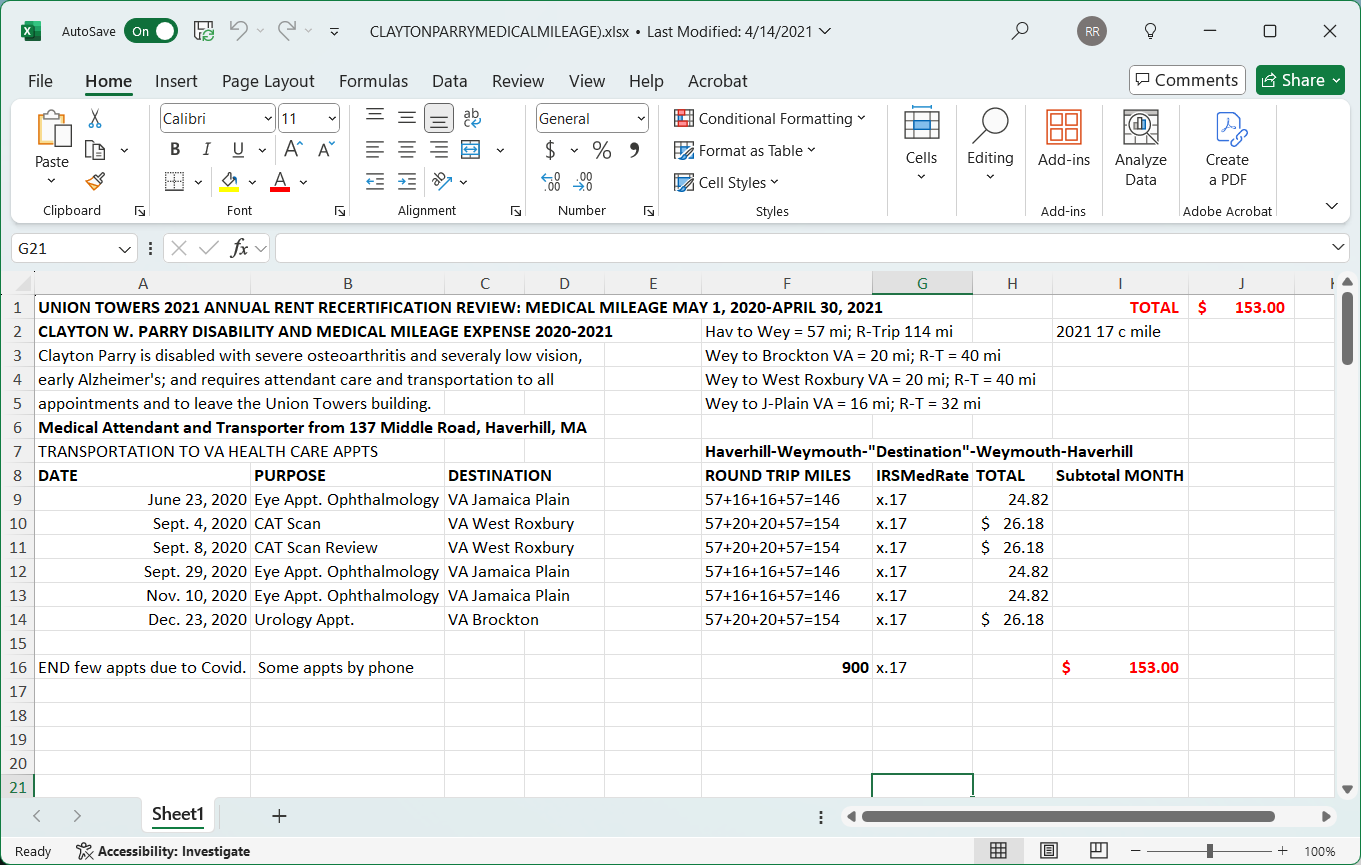 AutoSave On CLAYTONPARRYMEDICALMILEAGE).xlsx • Last Modified: 4/14/2021 RR
File Home Insert Page Layout Formulas Data Review View Help Acrobat Comments Share
Calibri 11 General Conditional Formatting
Paste B I U A A $ % Format as Table Cells Editing Add-ins Analyze Data Create a PDF
A Cell Styles
Clipboard Font Alignment Number Styles Add-ins Adobe Acrobat
G21 fx
A B C D E F G H I J
1 UNION TOWERS 2021 ANNUAL RENT RECERTIFICATION REVIEW: MEDICAL MILEAGE MAY 1, 2020-APRIL 30, 2021 TOTAL $ 153.00
2 CLAYTON W. PARRY DISABILITY AND MEDICAL MILEAGE EXPENSE 2020-2021 Hav to Wey = 57 mi; R-Trip 114 mi 2021 17 c mile
3 Clayton Parry is disabled with severe osteoarthritis and severaly low vision, Wey to Brockton VA = 20 mi; R-T = 40 mi
4 early Alzheimer's; and requires attendant care and transportation to all Wey to West Roxbury VA = 20 mi; R-T = 40 mi
5 appointments and to leave the Union Towers building. Wey to J-Plain VA = 16 mi; R-T = 32 mi
6 Medical Attendant and Transporter from 137 Middle Road, Haverhill, MA
7 TRANSPORTATION TO VA HEALTH CARE APPTS Haverhill-Weymouth-"Destination"-Weymouth-Haverhill
8 DATE PURPOSE DESTINATION ROUND TRIP MILES IRSMedRate TOTAL Subtotal MONTH
9 June 23, 2020 Eye Appt. Ophthalmology VA Jamaica Plain 57+16+16+57=146 x.17 24.82
10 Sept. 4, 2020 CAT Scan VA West Roxbury 57+20+20+57=154 x.17 $ 26.18
11 Sept. 8, 2020 CAT Scan Review VA West Roxbury 57+20+20+57=154 x.17 $ 26.18
12 Sept. 29, 2020 Eye Appt. Ophthalmology VA Jamaica Plain 57+16+16+57=146 x.17 24.82
13 Nov. 10, 2020 Eye Appt. Ophthalmology VA Jamaica Plain 57+16+16+57=146 x.17 24.82
14 Dec. 23, 2020 Urology Appt. VA Brockton 57+20+20+57=154 x.17 $ 26.18
15
16 END few appts due to Covid. Some appts by phone 900 x.17 $ 153.00
17
18
19
20
21
Sheet1
Ready Accessibility: Investigate 100%